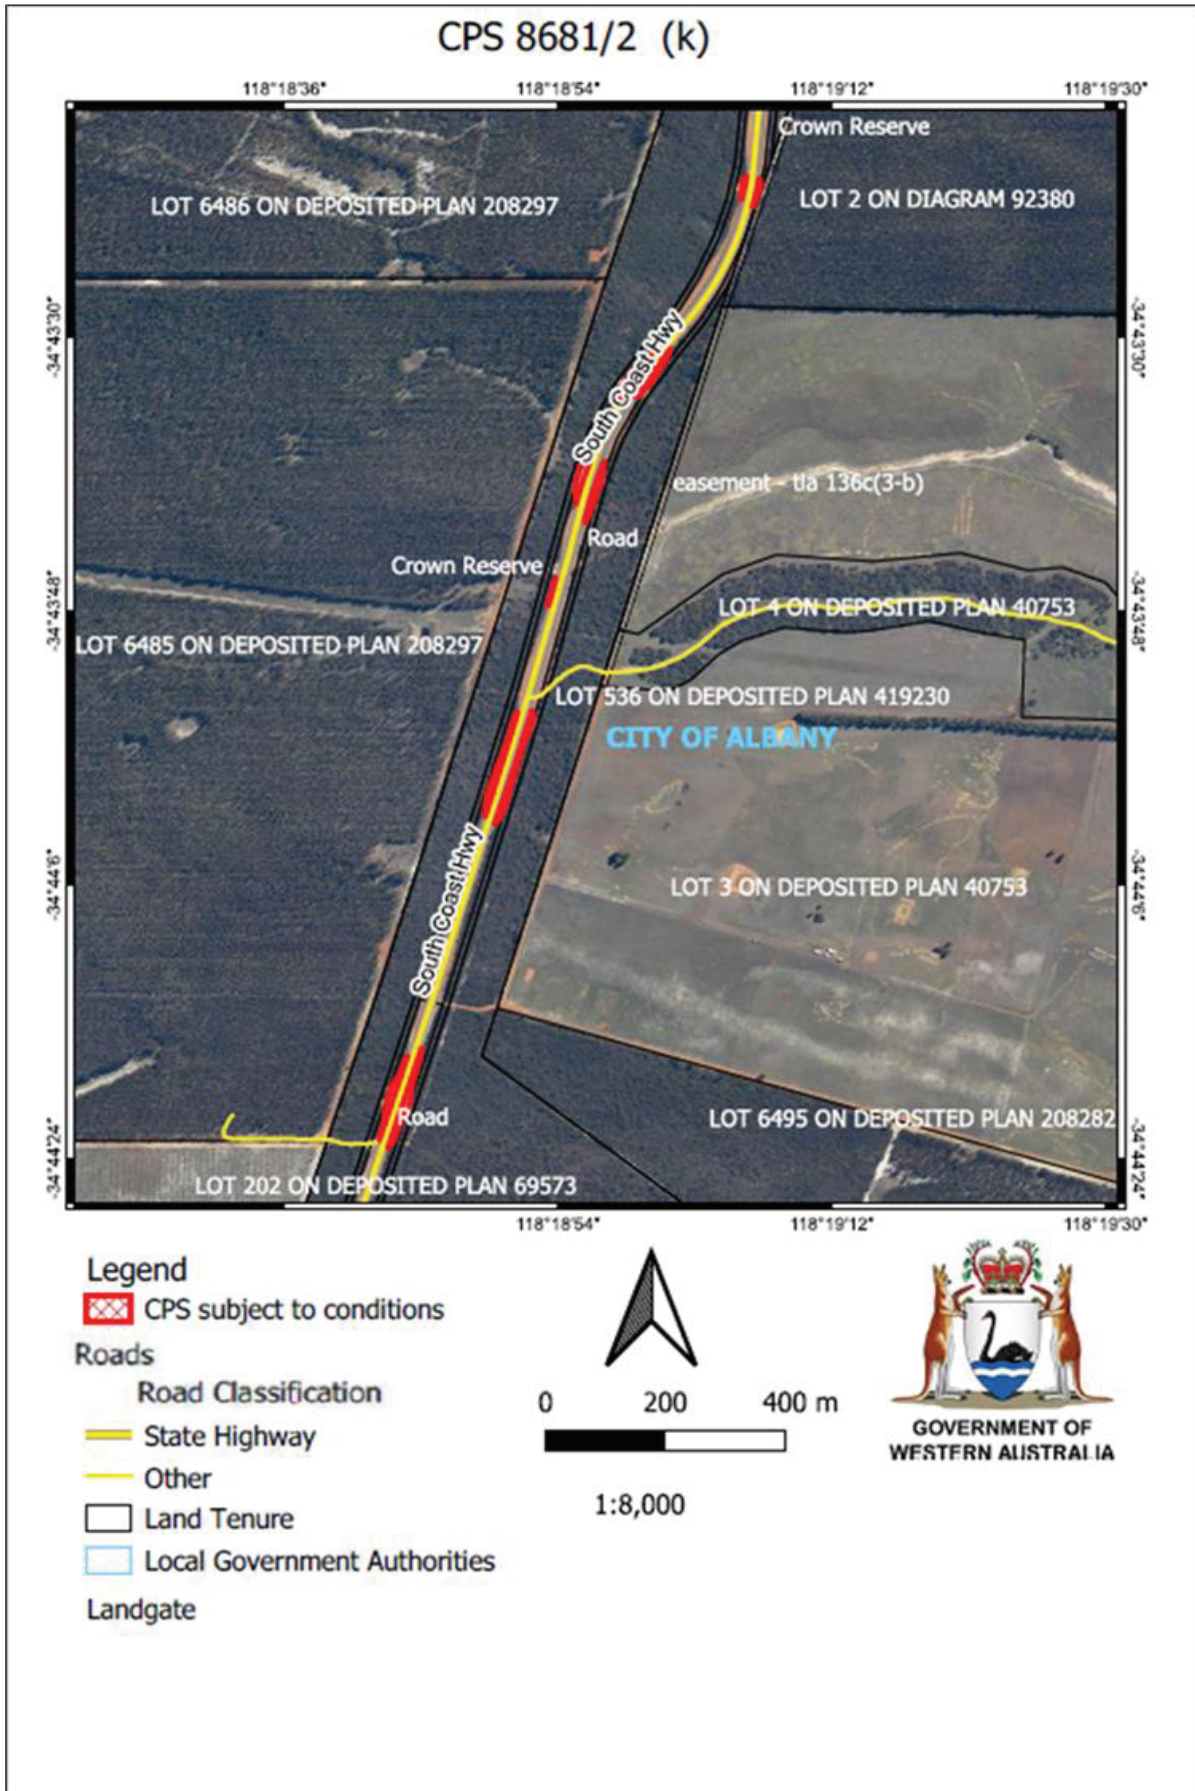 CPS 8681/2 (k)
118°18'36" 118°18'54" 118°19'12" 118°19'30"
Crown Reserve
LOT 6486 ON DEPOSITED PLAN 208297
LOT 2 ON DIAGRAM 92380
-34°43'30"
-34°43'30"
South Coast Hwy
easement - tla 136c(3-b)
Road
Crown Reserve
-34°43'48"
-34°43'48"
LOT 4 ON DEPOSITED PLAN 40753
LOT 6485 ON DEPOSITED PLAN 208297
LOT 536 ON DEPOSITED PLAN 419230
CITY OF ALBANY
-34°44'6"
-34°44'6"
South Coast Hwy
LOT 3 ON DEPOSITED PLAN 40753
Road
LOT 6495 ON DEPOSITED PLAN 208282
-34°44'24"
-34°44'24"
LOT 202 ON DEPOSITED PLAN 69573
118°18'36" 118°18'54" 118°19'12" 118°19'30"
Legend
CPS subject to conditions
Roads
Road Classification
State Highway
Other
Land Tenure
Local Government Authorities
Landgate
0 200 400 m
1:8,000
GOVERNMENT OF
WESTERN AUSTRALIA